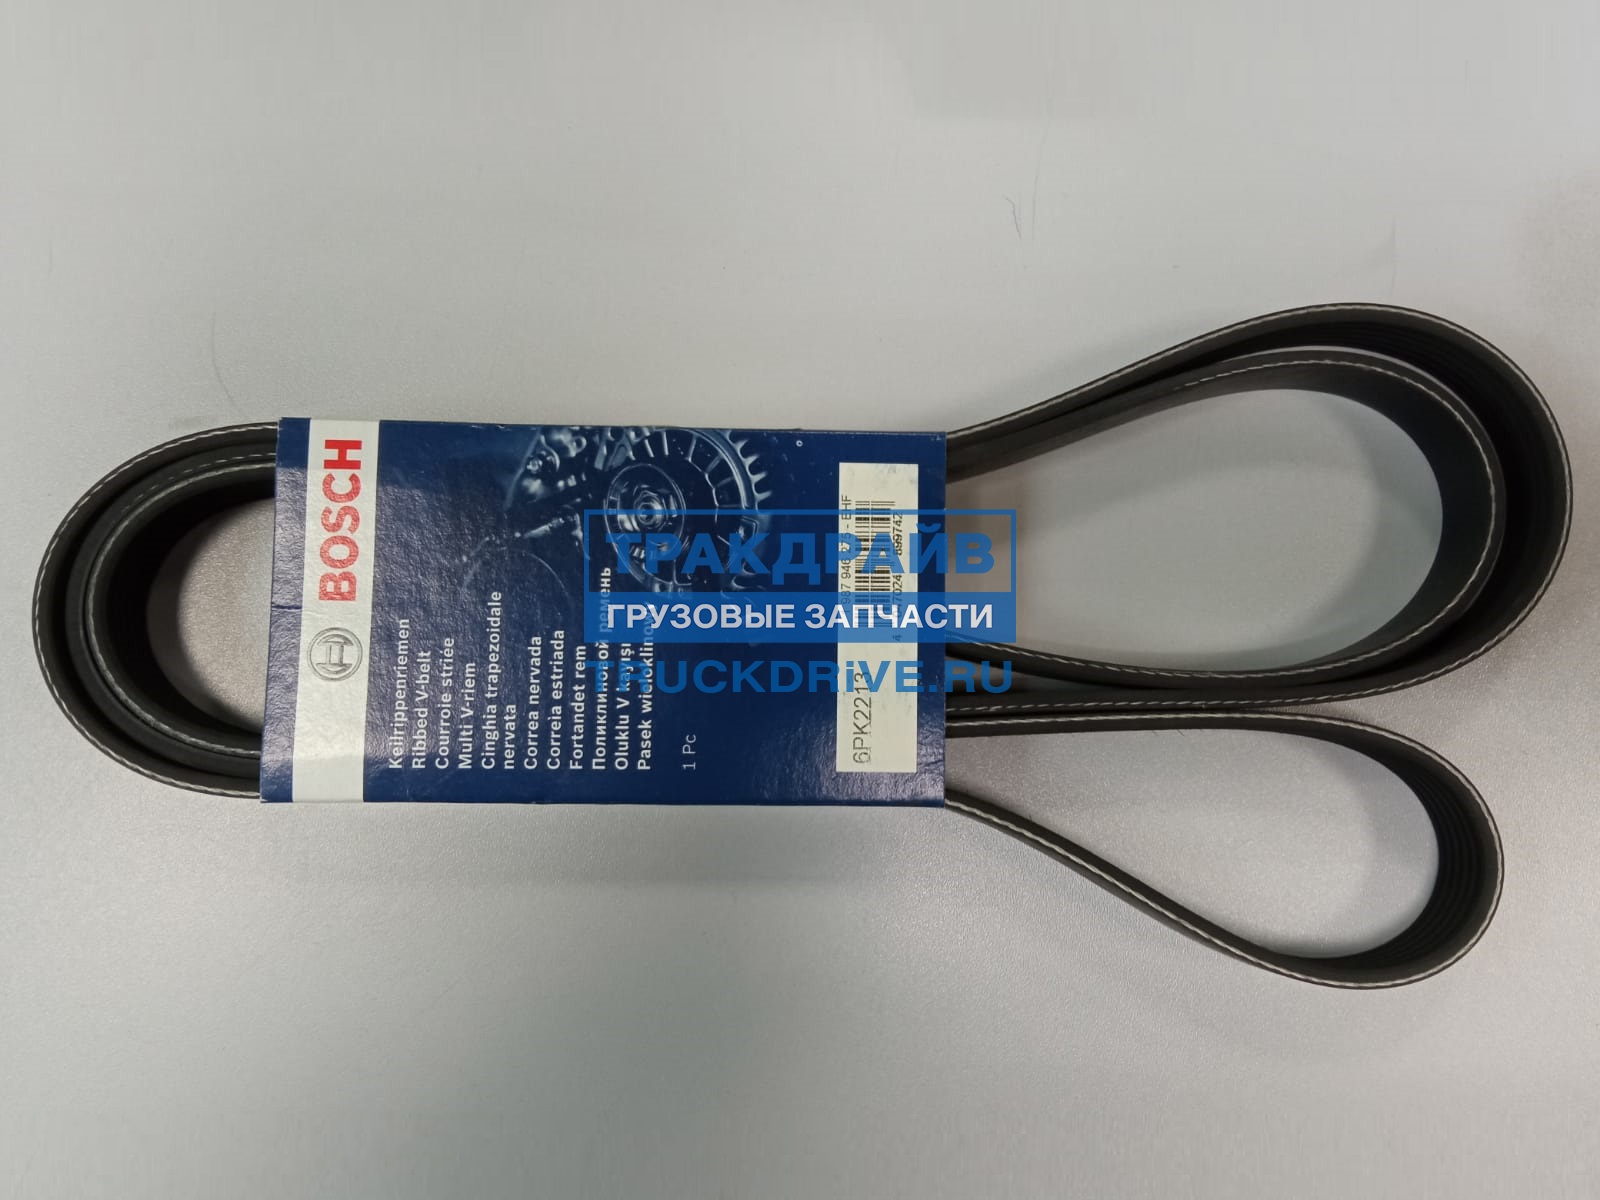 BOSCH
Keilrippenriemen
Ribbed V-belt
Courroie striée
Multi V-riem
Cinghia trapezoidale
nervata
Correa nervada
Correia estriada
Fortandet rem
Поликлиновой ремень
Oluklu V kayışı
Pasek wieloklinowy
1 Pc
6PK2213
ТРАКДРАЙВ
ГРУЗОВЫЕ ЗАПЧАСТИ
TRUCKDRiVE.RU